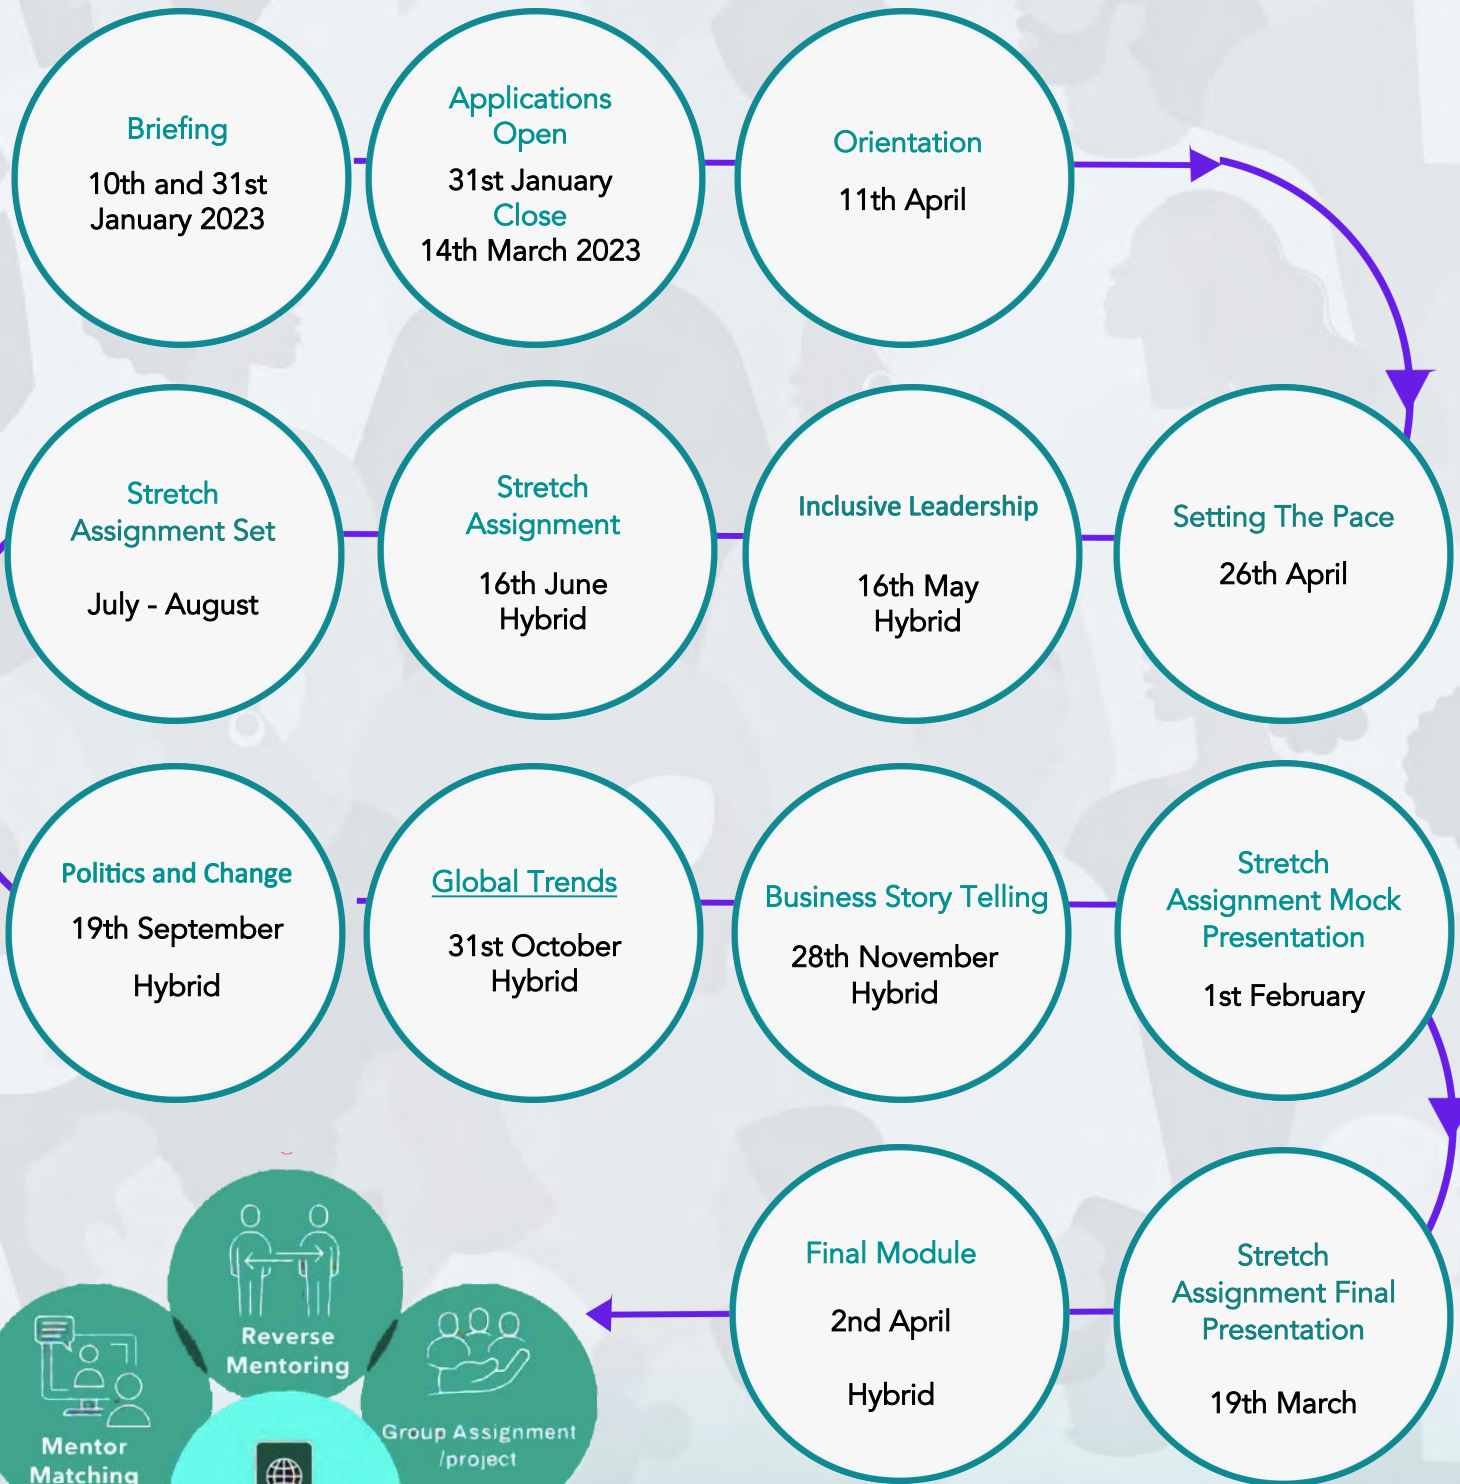 Briefing
10th and 31st
January 2023
Applications
Open
31st January
Close
14th March 2023
Orientation
11th April
Setting The Pace
26th April
Inclusive Leadership
16th May
Hybrid
Stretch
Assignment
16th June
Hybrid
Stretch
Assignment Set
July - August
Politics and Change
19th September
Hybrid
Global Trends
31st October
Hybrid
Business Story Telling
28th November
Hybrid
Stretch
Assignment Mock
Presentation
1st February
Stretch
Assignment Final
Presentation
19th March
Final Module
2nd April
Hybrid
Reverse
Mentoring
Group Assignment
/project
Mentor
Matching